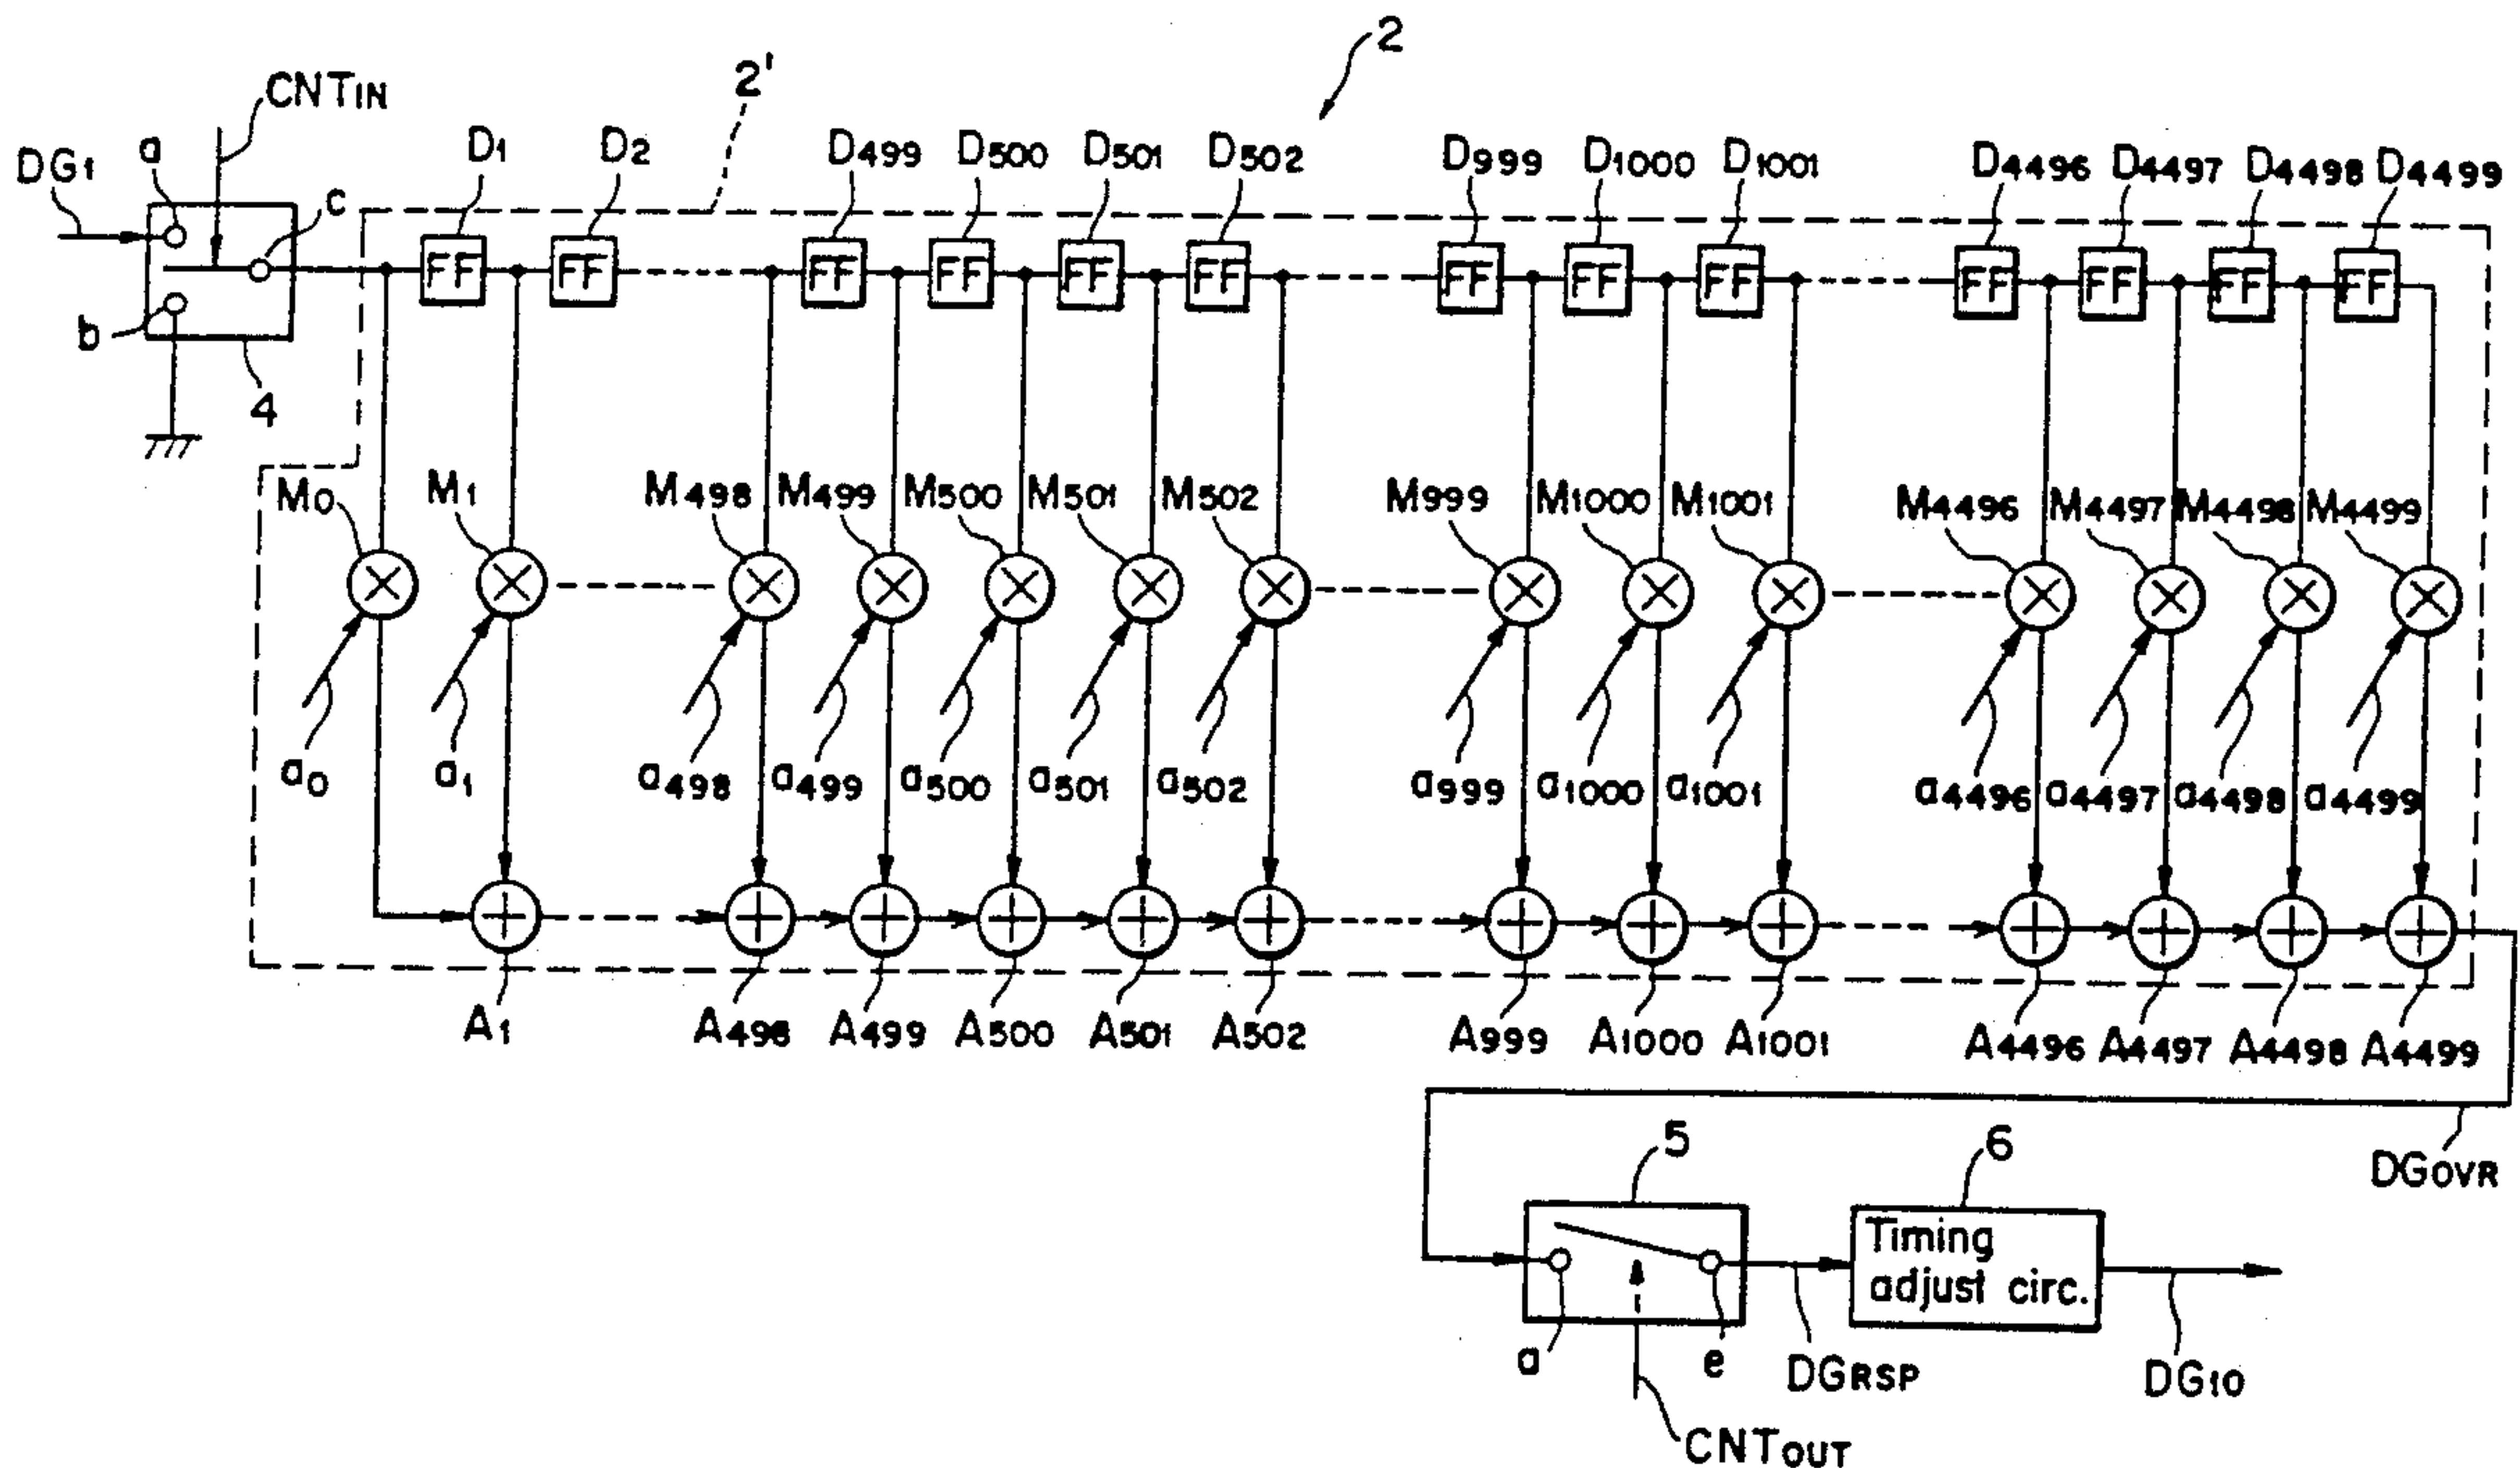 2
CNTIN
2'
DG1
a
D1
D2
D499
D500
D501
D502
D999
D1000
D1001
D4496
D4497
D4498
D4499
c
FF FF FF FF FF FF FF FF FF FF FF FF FF
b
4
M0
M1
M498
M499
M500
M501
M502
M999
M1000
M1001
M4496
M4497
M4498
M4499
a0
a1
a498
a499
a500
a501
a502
a999
a1000
a1001
a4496
a4497
a4498
a4499
A1
A498
A499
A500
A501
A502
A999
A1000
A1001
A4496
A4497
A4498
A4499
5
6
DGOVR
Timing
adjust circ.
a
e
DGRSP
DG10
CNTOUT